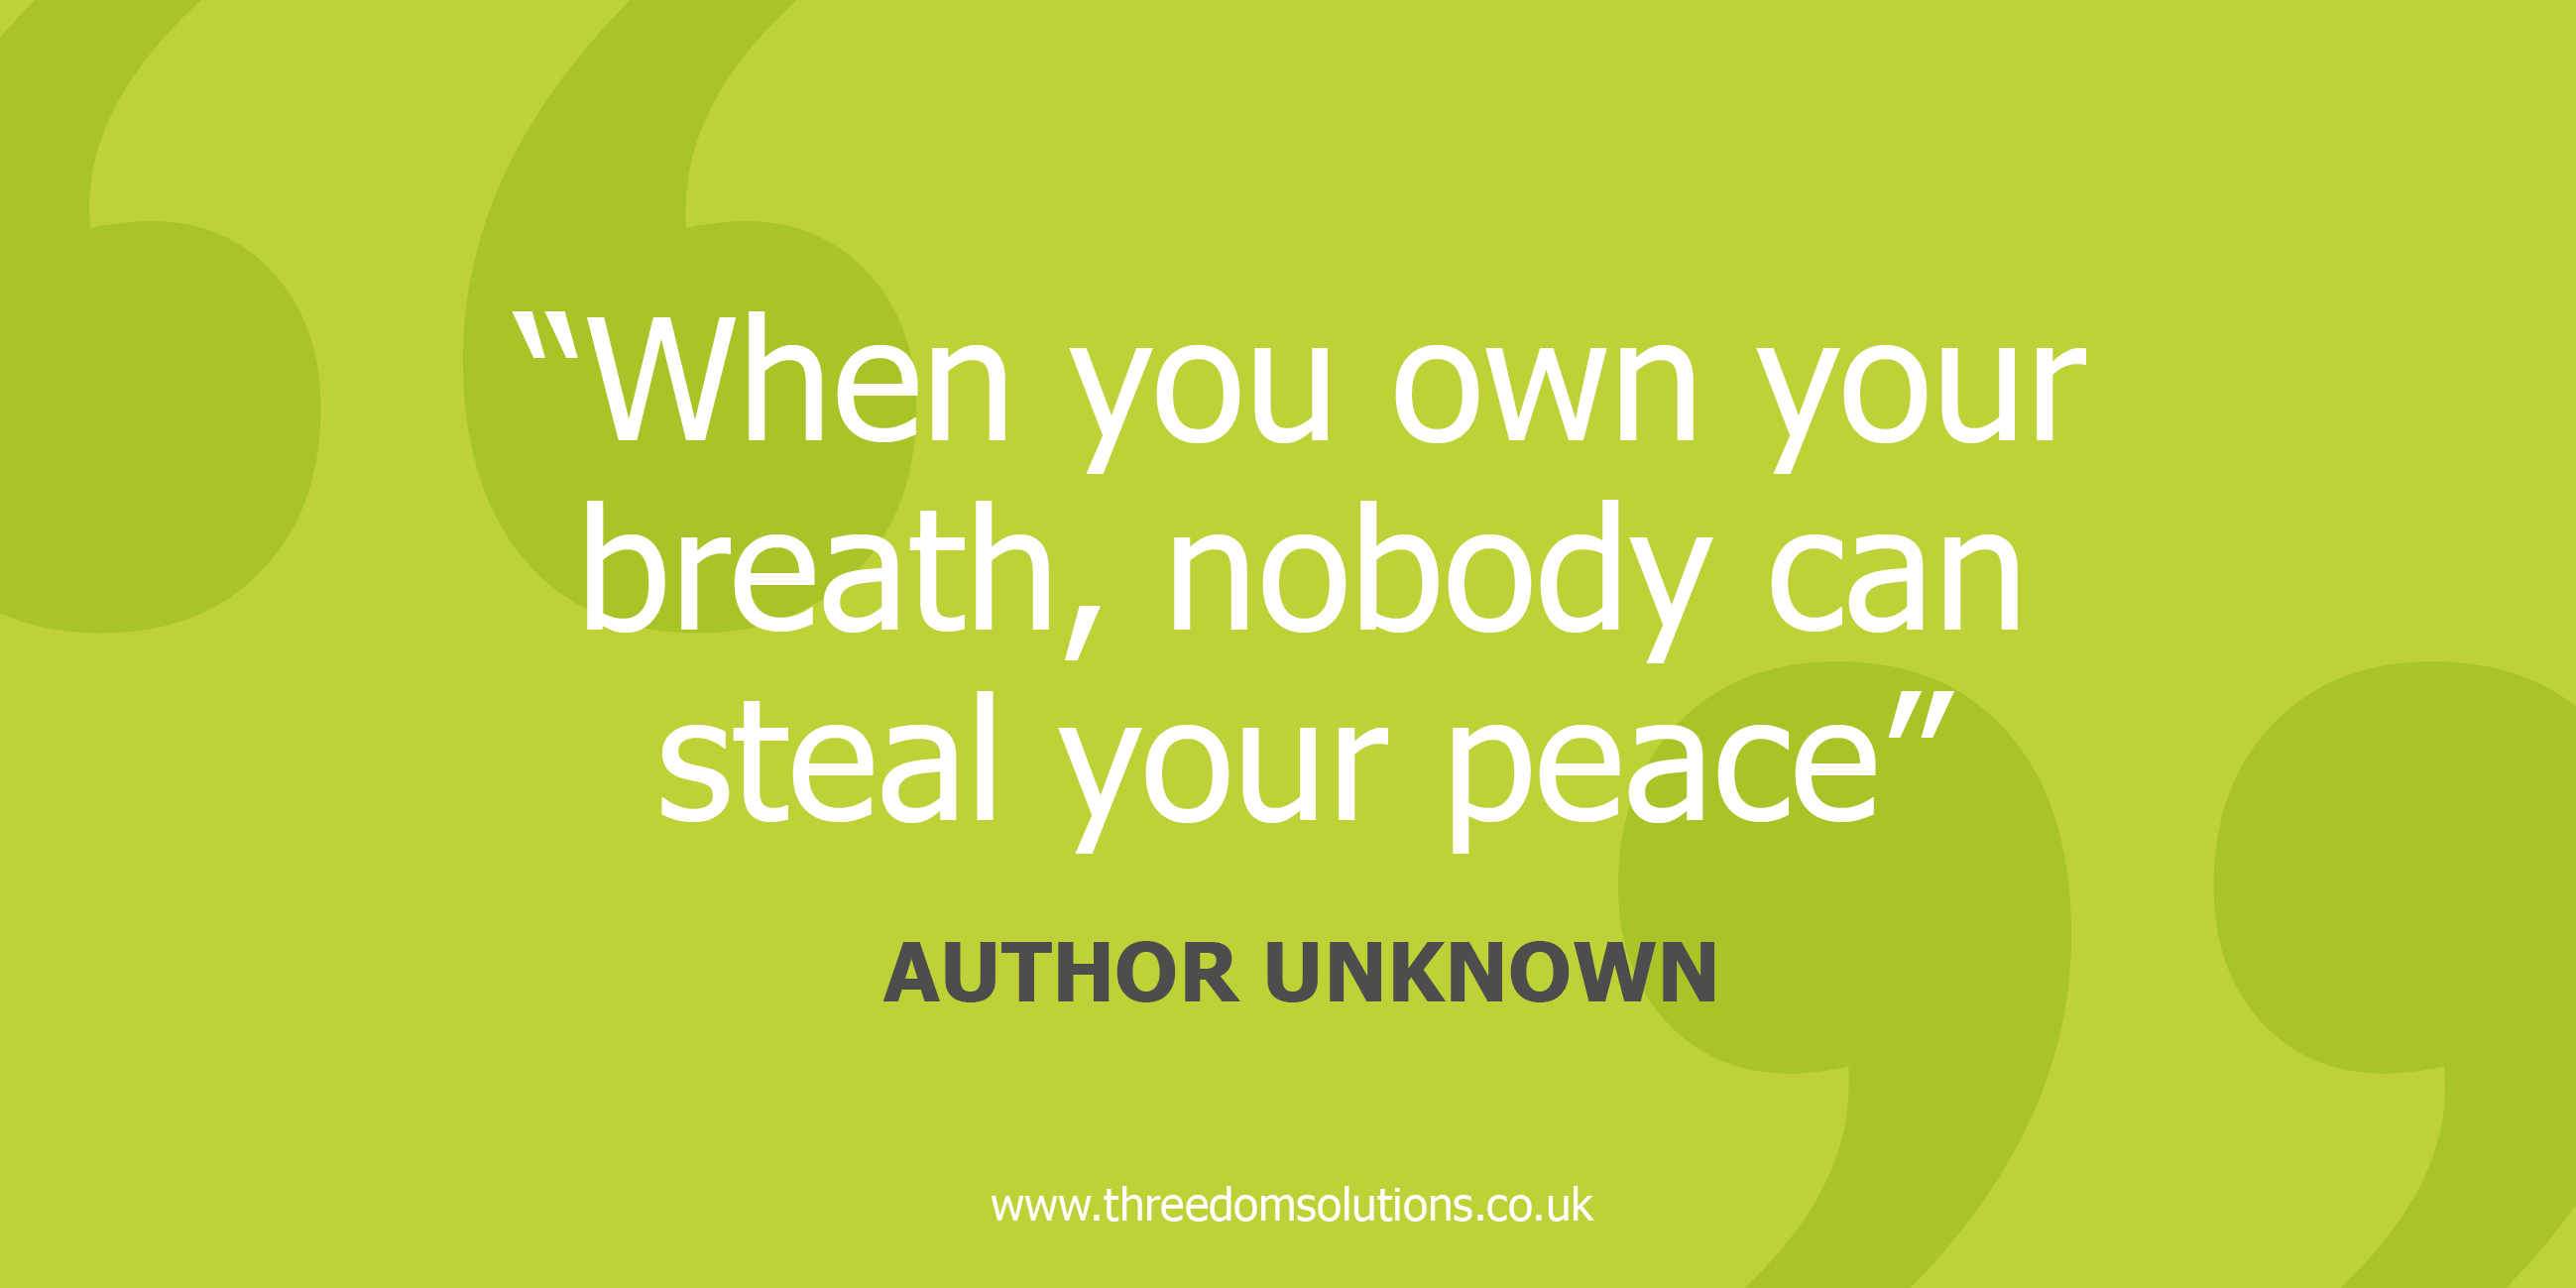 “When you own your
breath, nobody can
steal your peace”
AUTHOR UNKNOWN
www.threedomsolutions.co.uk